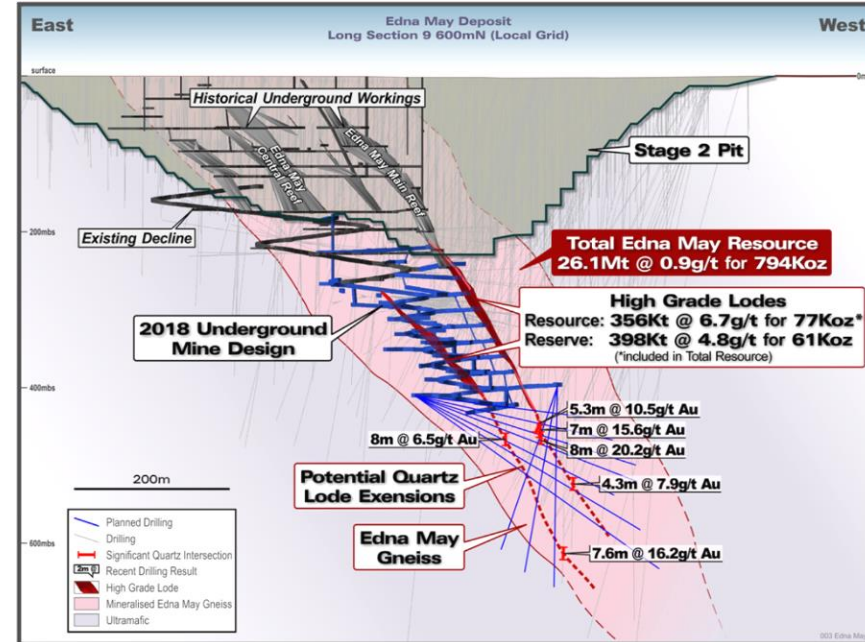 East
Edna May Deposit
Long Section 9 600mN (Local Grid)
West
surface
0m
Historical Underground Workings
Edna May
Central Reef
Edna May Main Reef
Stage 2 Pit
200mbs
Existing Decline
Total Edna May Resource
26.1Mt @ 0.9g/t for 794Koz
High Grade Lodes
Resource: 356Kt @ 6.7g/t for 77Koz*
Reserve: 398Kt @ 4.8g/t for 61Koz
(*included in Total Resource)
2018 Underground
Mine Design
400mbs
5.3m @ 10.5g/t Au
7m @ 15.6g/t Au
8m @ 6.5g/t Au
8m @ 20.2g/t Au
200m
Potential Quartz
Lode Exensions
4.3m @ 7.9g/t Au
Edna May
Gneiss
600mbs
7.6m @ 16.2g/t Au
Planned Drilling
Drilling
Significant Quartz Intersection
2m @ Recent Drilling Result
High Grade Lode
Mineralised Edna May Gneiss
Ultramafic
003 Edna May